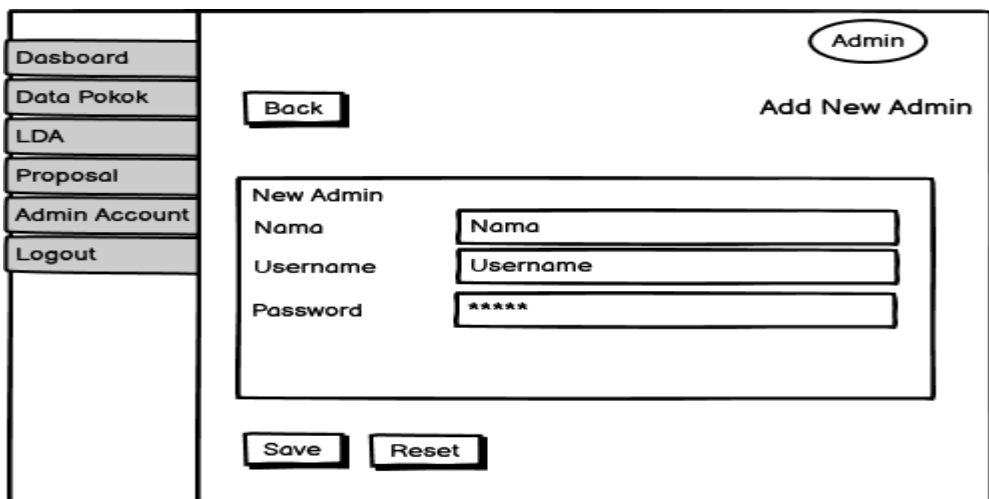 Dasboard
Data Pokok
LDA
Proposal
Admin Account
Logout
Admin
Back
Add New Admin
New Admin
Nama Nama
Username Username
Password *****
Save Reset